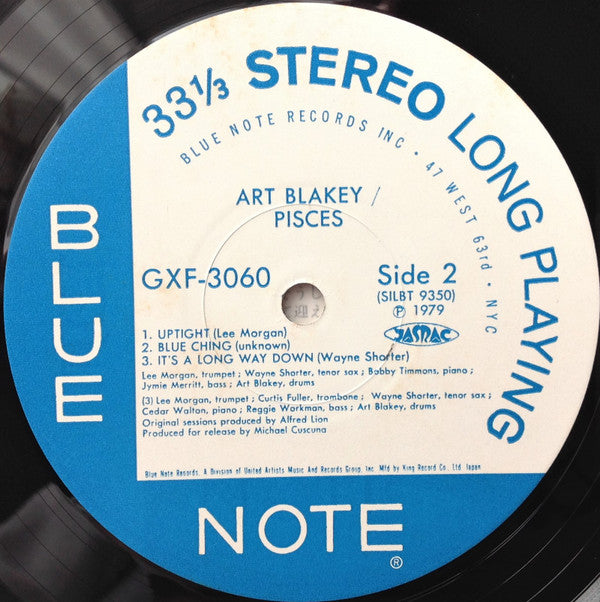 33⅓ STEREO LONG PLAYING
BLUE NOTE RECORDS INC • 47 WEST 63rd • NYC
ART BLAKEY /
PISCES
GXF-3060
Side 2
(SILBT 9350)
Ⓟ 1979
JASRAC
1. UPTIGHT (Lee Morgan)
2. BLUE CHING (unknown)
3. IT'S A LONG WAY DOWN (Wayne Shorter)
Lee Morgan, trumpet ; Wayne Shorter, tenor sax ; Bobby Timmons, piano ;
Jymie Merritt, bass ; Art Blakey, drums
(3) Lee Morgan, trumpet ; Curtis Fuller, trombone ; Wayne Shorter, tenor sax ;
Cedar Walton, piano ; Reggie Workman, bass ; Art Blakey, drums
Original sessions produced by Alfred Lion
Produced for release by Michael Cuscuna
Blue Note Records, A Division of United Artists Music And Records Group, Inc. Mfd by King Record Co. Ltd. Japan
BLUE
NOTE®